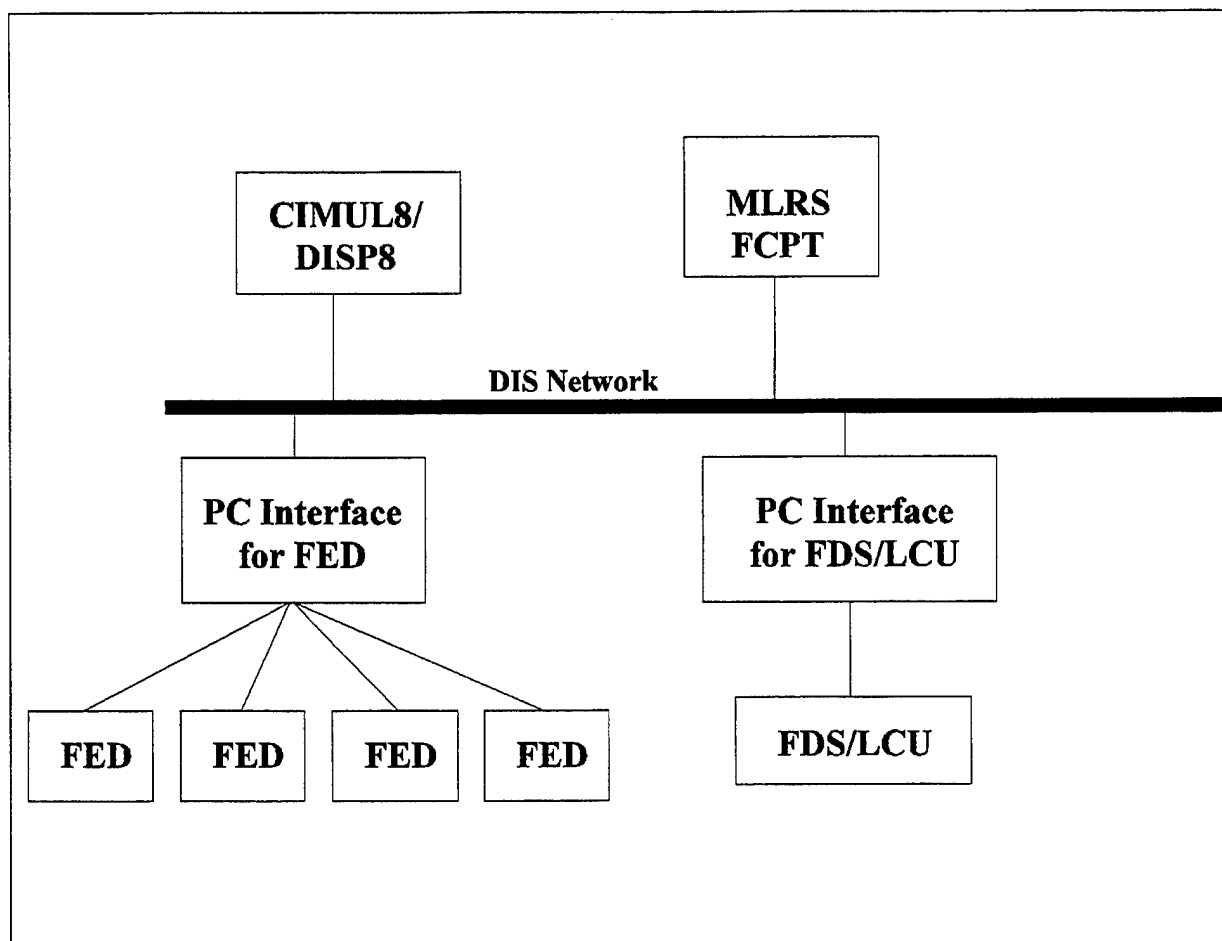 CIMUL8/
DISP8
MLRS
FCPT
DIS Network
PC Interface
for FED
PC Interface
for FDS/LCU
FED
FED
FED
FED
FDS/LCU